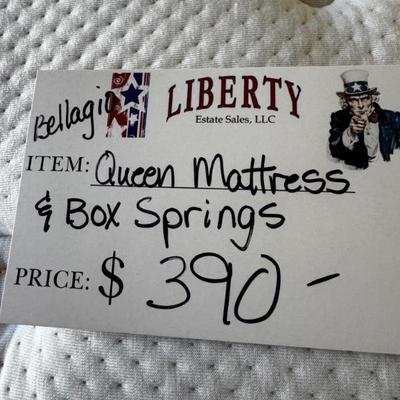 Bellagio
LIBERTY
Estate Sales, LLC
ITEM: Queen Mattress
& Box Springs
PRICE: $ 390-